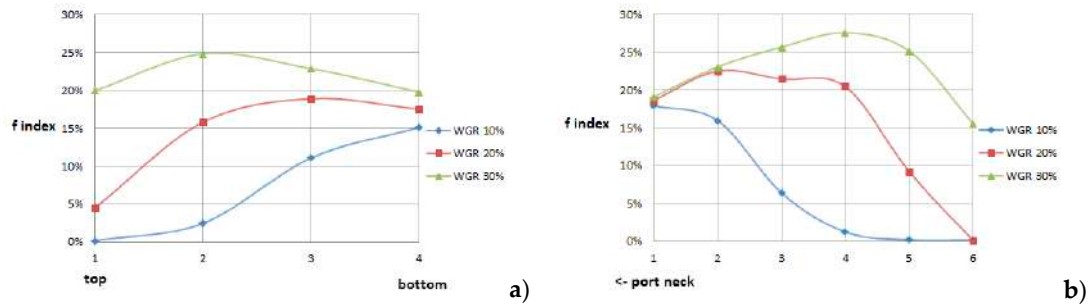 30%
25%
20%
f index
15%
10%
5%
0%
1 2 3 4
top bottom
WGR 10%
WGR 20%
WGR 30%
a)
30%
25%
20%
f index
15%
10%
5%
0%
1 2 3 4 5 6
<- port neck
WGR 10%
WGR 20%
WGR 30%
b)